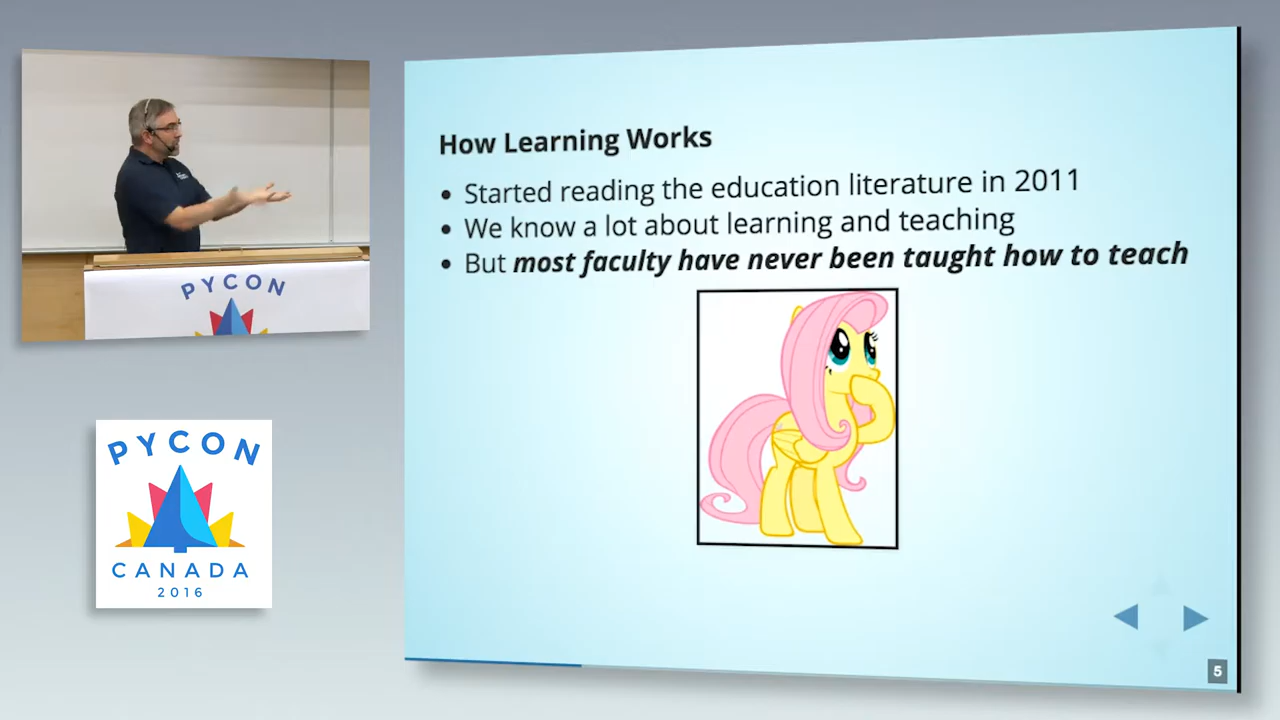 PYCON
PYCON
CANADA
2016
How Learning Works
Started reading the education literature in 2011
We know a lot about learning and teaching
But most faculty have never been taught how to teach
5